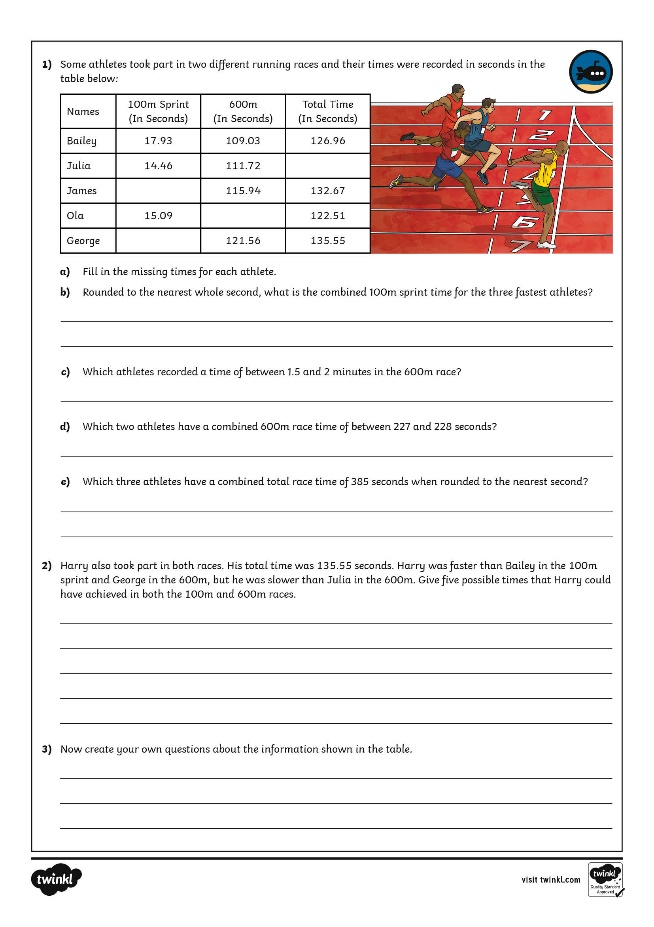 1) Some athletes took part in two different running races and their times were recorded in seconds in the
table below:
Names 100m Sprint (In Seconds) 600m (In Seconds) Total Time (In Seconds)
Bailey 17.93 109.03 126.96
Julia 14.46 111.72
James 115.94 132.67
Ola 15.09 122.51
George 121.56 135.55
1
2
4
5
6
7
a) Fill in the missing times for each athlete.
b) Rounded to the nearest whole second, what is the combined 100m sprint time for the three fastest athletes?
c) Which athletes recorded a time of between 1.5 and 2 minutes in the 600m race?
d) Which two athletes have a combined 600m race time of between 227 and 228 seconds?
e) Which three athletes have a combined total race time of 385 seconds when rounded to the nearest second?
2) Harry also took part in both races. His total time was 135.55 seconds. Harry was faster than Bailey in the 100m
sprint and George in the 600m, but he was slower than Julia in the 600m. Give five possible times that Harry could
have achieved in both the 100m and 600m races.
3) Now create your own questions about the information shown in the table.
twinkl
visit twinkl.com
twinkl
Quality Standard
Approved